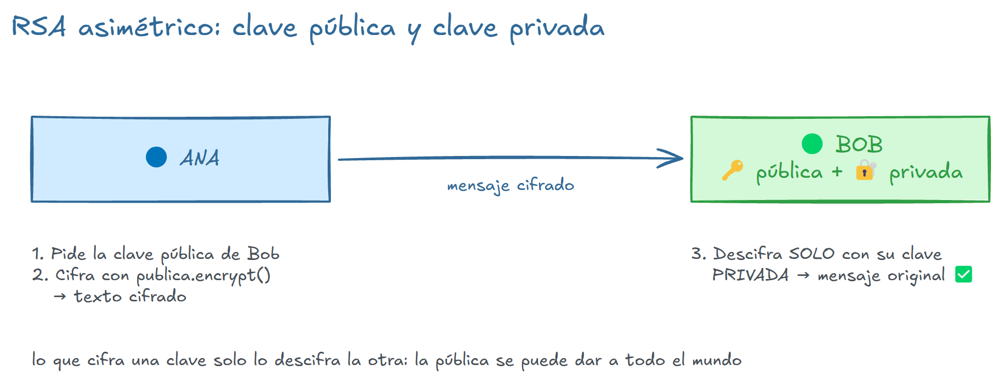 RSA asimétrico: clave pública y clave privada
ANA
mensaje cifrado
BOB
pública + privada
1. Pide la clave pública de Bob
2. Cifra con publica.encrypt()
→ texto cifrado
3. Descifra SOLO con su clave
PRIVADA → mensaje original
lo que cifra una clave solo lo descifra la otra: la pública se puede dar a todo el mundo